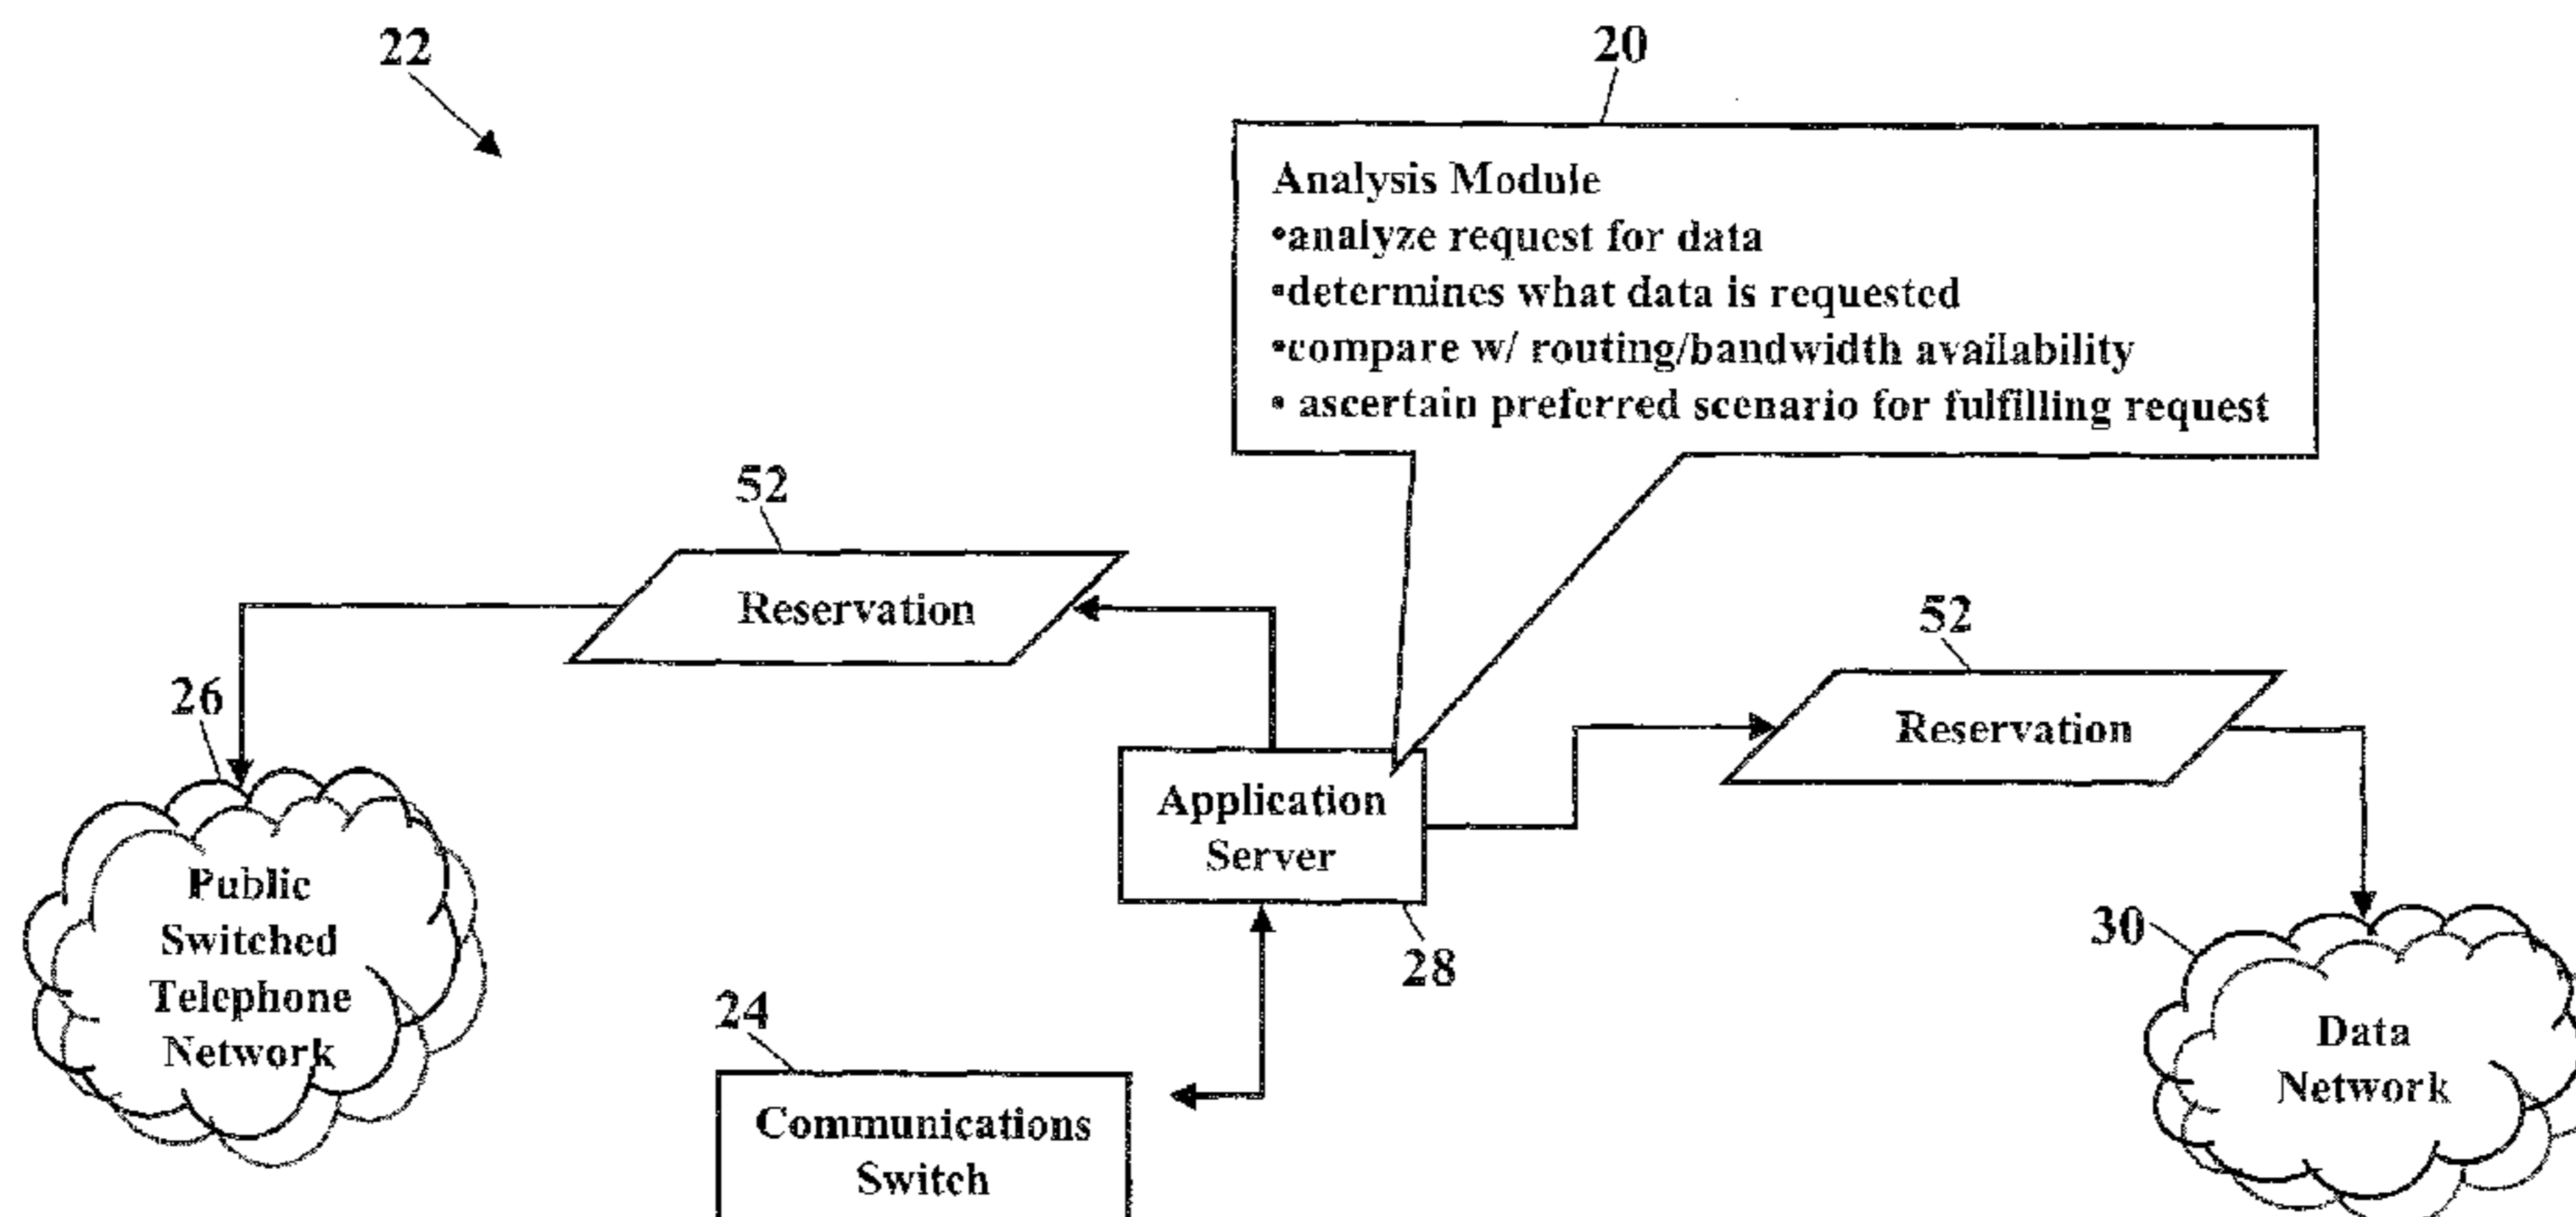 22
20
Analysis Module
•analyze request for data
•determines what data is requested
•compare w/ routing/bandwidth availability
• ascertain preferred scenario for fulfilling request
52
Reservation
52
Reservation
26
Public
Switched
Telephone
Network
Application
Server
28
30
Data
Network
24
Communications
Switch